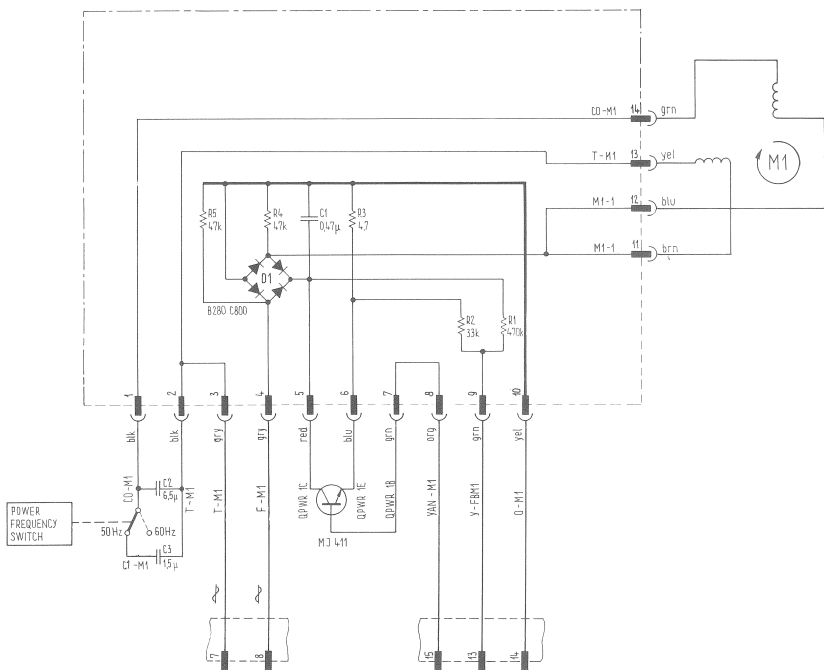 CO-M1
14
grn
T-M1
13
yel
M1
M1-1
12
blu
M1-1
11
brn
R5
47k
R4
47k
C1
0,47µ
R3
4,7
D1
B280 C800
R2
33k
R1
470k
1
2
3
4
5
6
7
8
9
10
blk
blk
gry
gry
red
blu
grn
org
grn
yel
CO-M1
C2
6,5µ
T-M1
T-M1
F-M1
QPWR 1C
QPWR 1E
QPWR 1B
YAN-M1
Y-FBM1
0-M1
POWER
FREQUENCY
SWITCH
50Hz
60Hz
C3
1,5µ
C1-M1
MJ 411
7
8
15
13
14